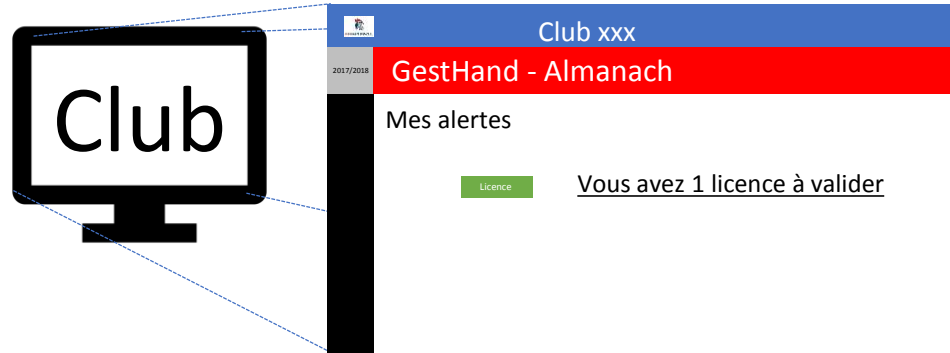 Club
Club xxx
2017/2018
GestHand - Almanach
Mes alertes
Licence
Vous avez 1 licence à valider